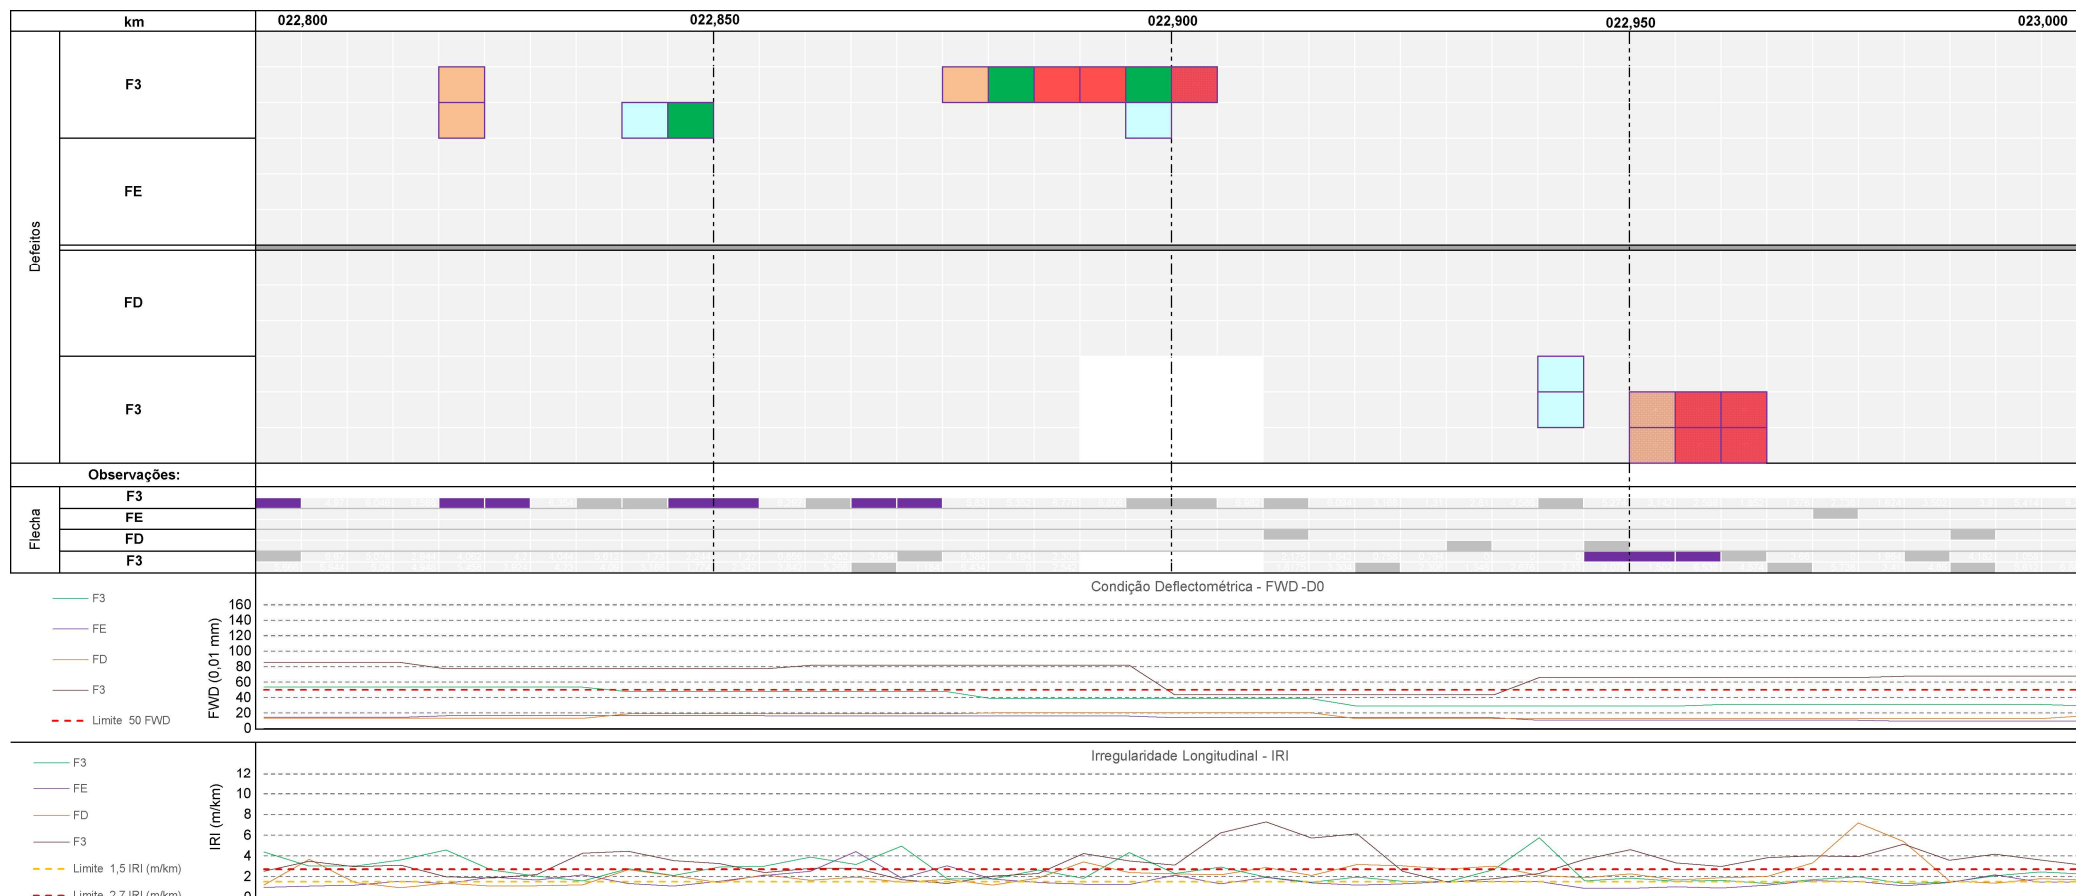 km 022,800 022,850 022,900 022,950 023,000
Defeitos
F3
FE
FD
F3
Observações:
Flecha
F3
FE
FD
F3
Condição Deflectométrica - FWD -D0
F3
FE
FD
F3
Limite 50 FWD
FWD (0,01 mm)
160
140
120
100
80
60
40
20
0
Irregularidade Longitudinal - IRI
F3
FE
FD
F3
Limite 1,5 IRI (m/km)
Limite 2,7 IRI (m/km)
IRI (m/km)
12
10
8
6
4
2
0